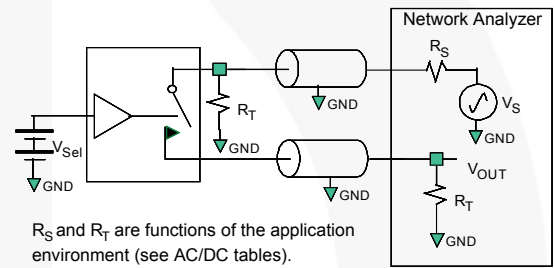 Network Analyzer
R_S
GND
V_S
GND
R_T
GND
V_Sel
GND
GND
V_OUT
R_T
GND
R_S and R_T are functions of the application
environment (see AC/DC tables).